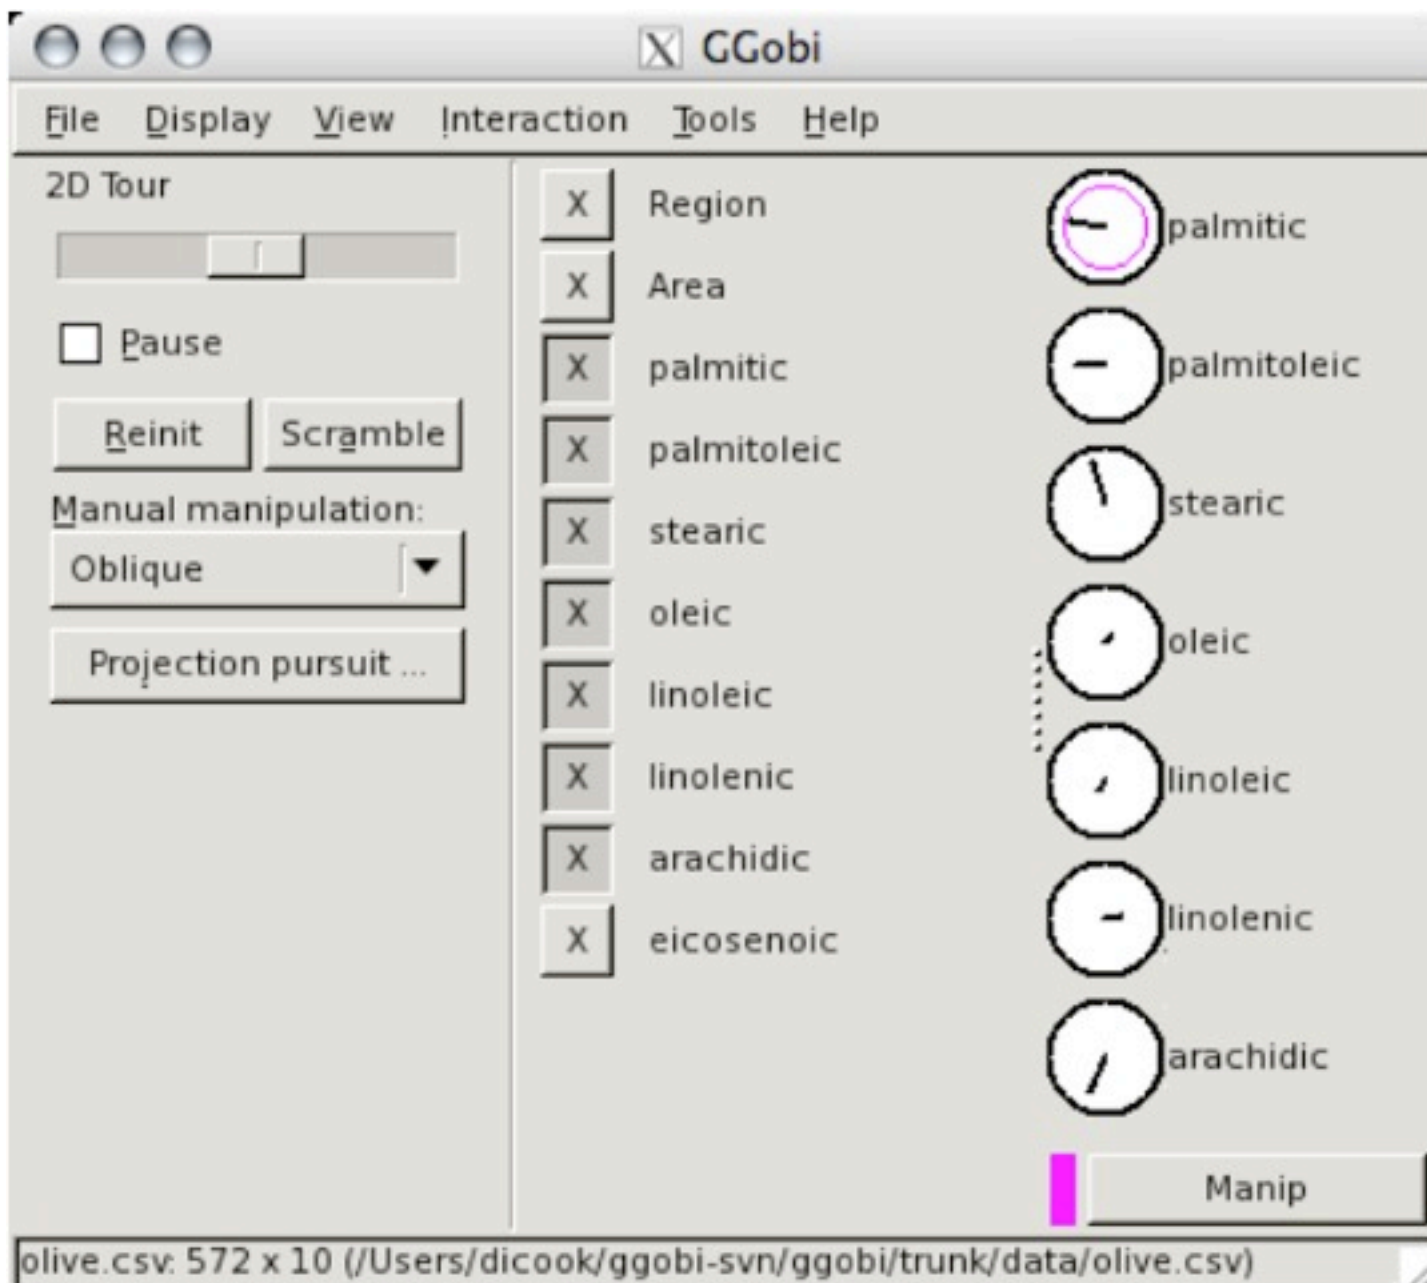 GGobi
File Display View Interaction Tools Help
2D Tour
Pause
Reinit Scramble
Manual manipulation:
Oblique
Projection pursuit ...
X Region
X Area
X palmitic
X palmitoleic
X stearic
X oleic
X linoleic
X linolenic
X arachidic
X eicosenoic
palmitic
palmitoleic
stearic
oleic
linoleic
linolenic
arachidic
Manip
olive.csv: 572 x 10 (/Users/dicook/ggobi-svn/ggobi/trunk/data/olive.csv)